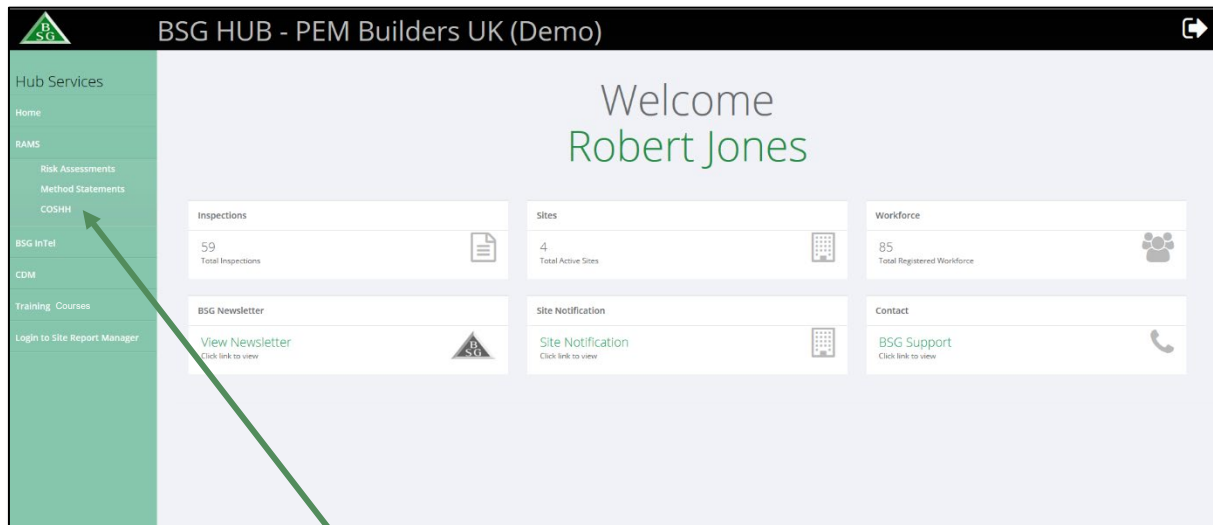 BSG
BSG HUB - PEM Builders UK (Demo)
Hub Services
Home
RAMS
Risk Assessments
Method Statements
COSHH
BSG InTel
CDM
Training Courses
Login to Site Report Manager
Welcome
Robert Jones
Inspections
59
Total Inspections
Sites
4
Total Active Sites
Workforce
85
Total Registered Workforce
BSG Newsletter
View Newsletter
Click link to view
BSG
Site Notification
Site Notification
Click link to view
Contact
BSG Support
Click link to view